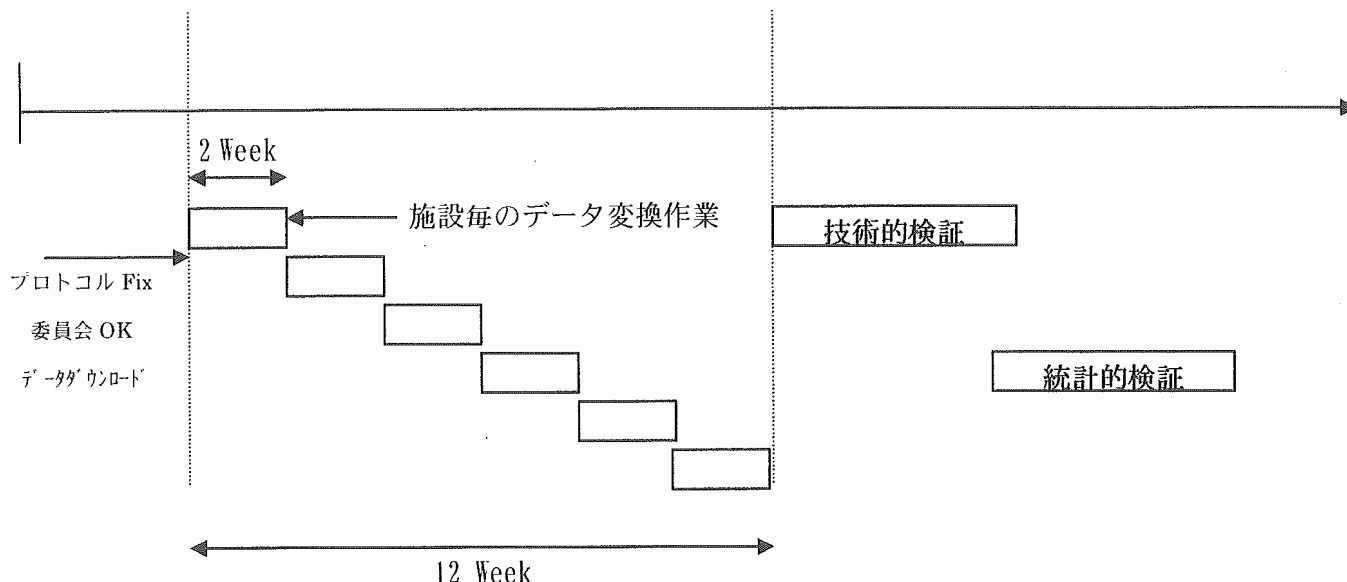 2 Week
施設毎のデータ変換作業
技術的検証
プロトコル Fix
委員会 OK
ﾃﾞｰﾀﾀﾞｳﾝﾛｰﾄﾞ
統計的検証
12 Week